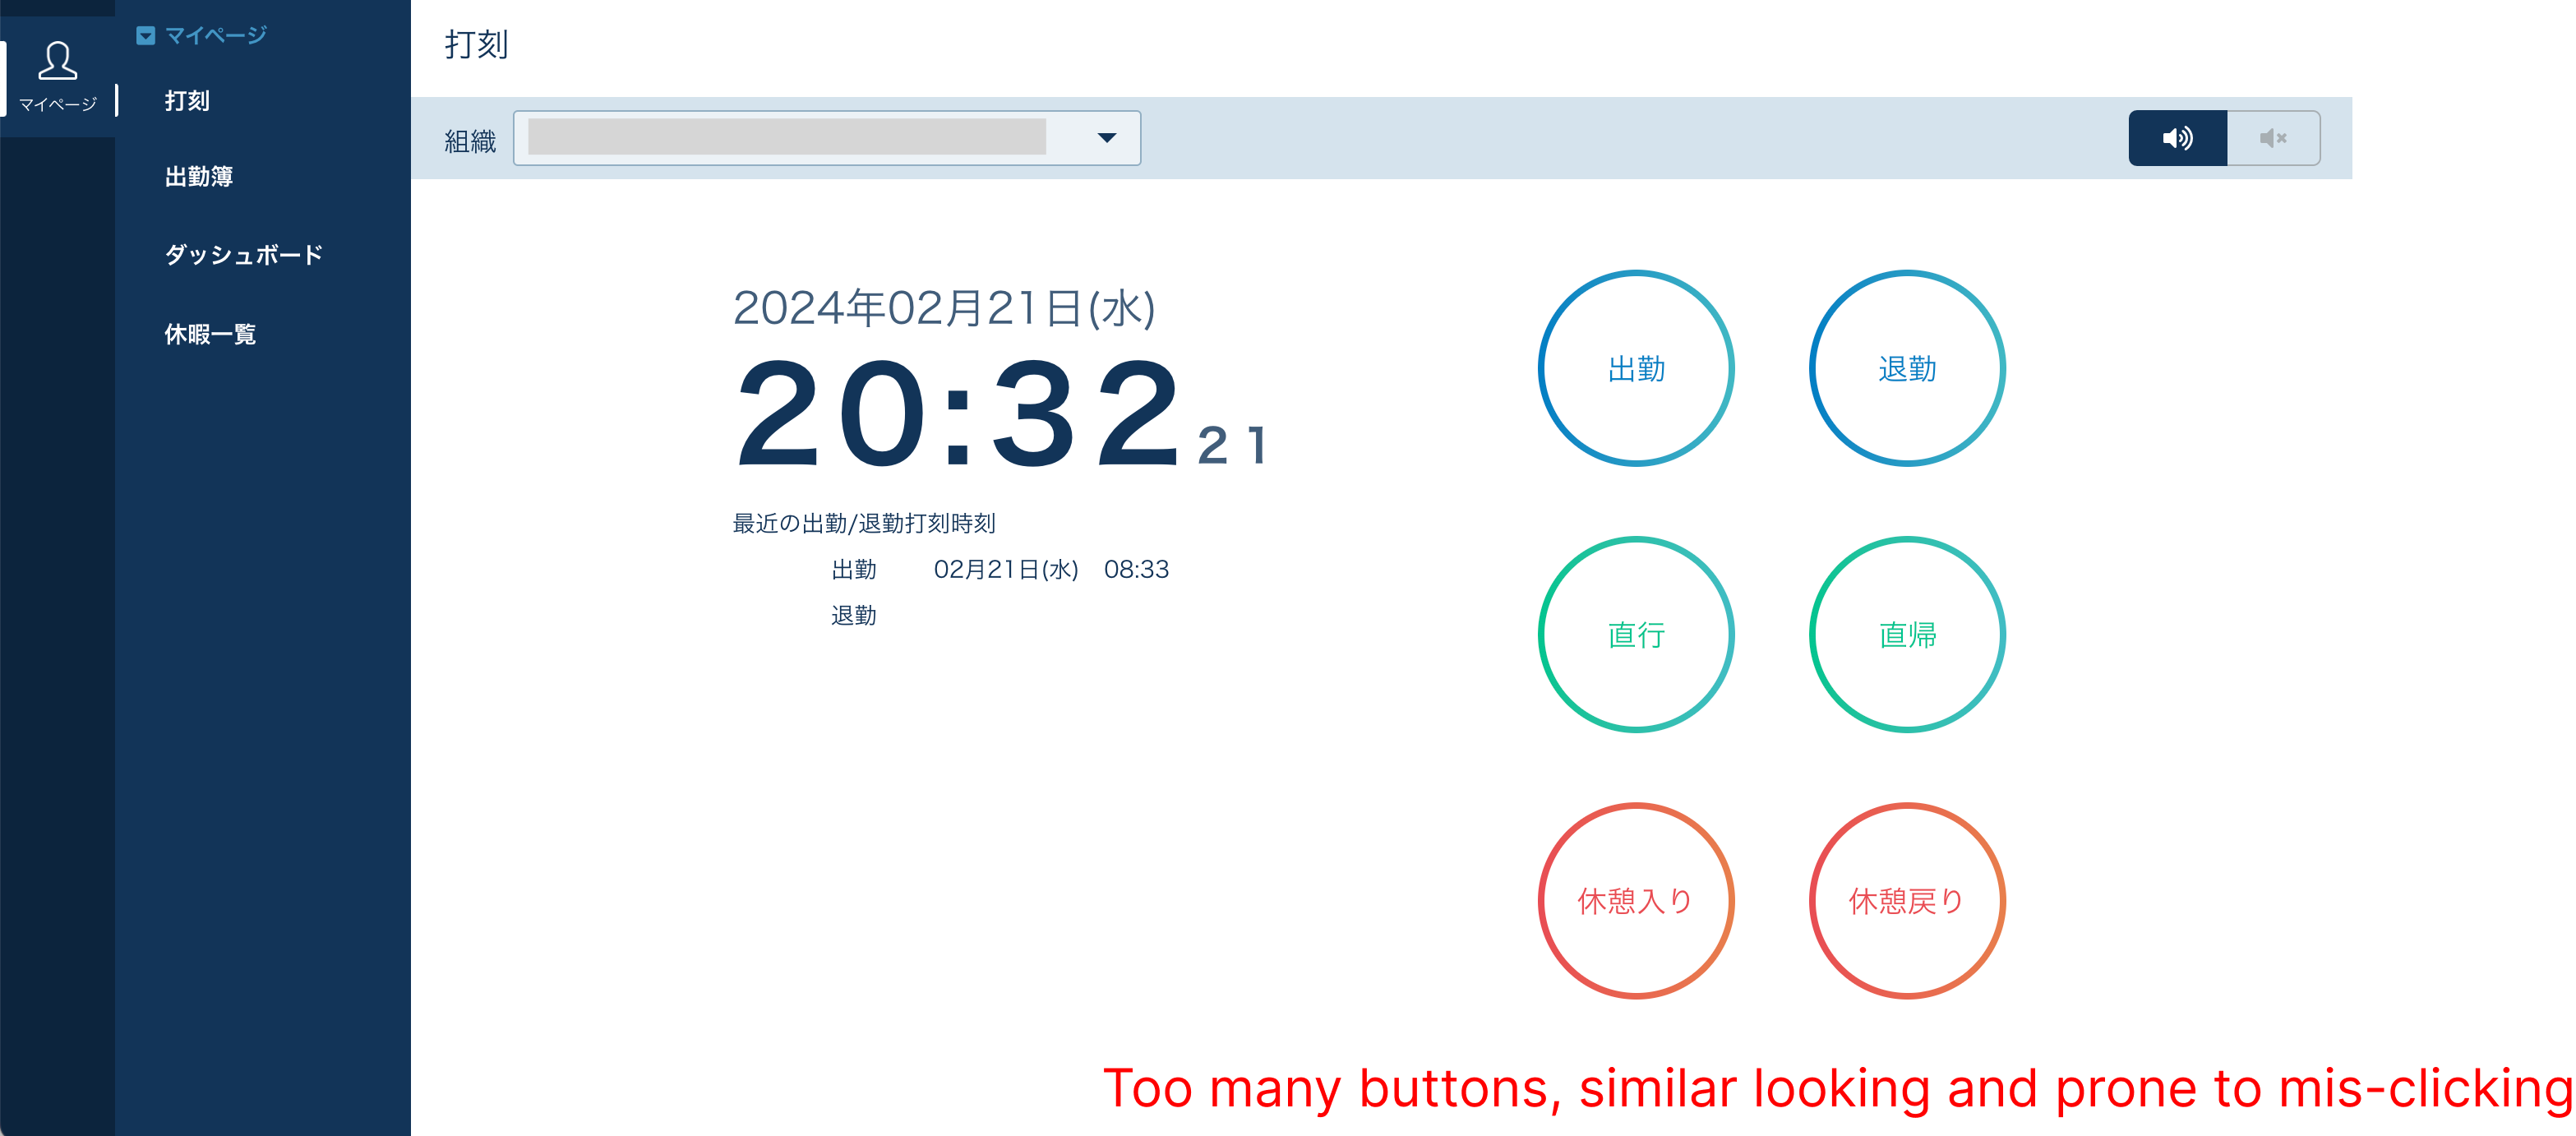 マイページ
マイページ
打刻
出勤簿
ダッシュボード
休暇一覧
打刻
組織
2024年02月21日(水)
20:32 21
最近の出勤/退勤打刻時刻
出勤 02月21日(水) 08:33
退勤
出勤 退勤
直行 直帰
休憩入り 休憩戻り
Too many buttons, similar looking and prone to mis-clicking